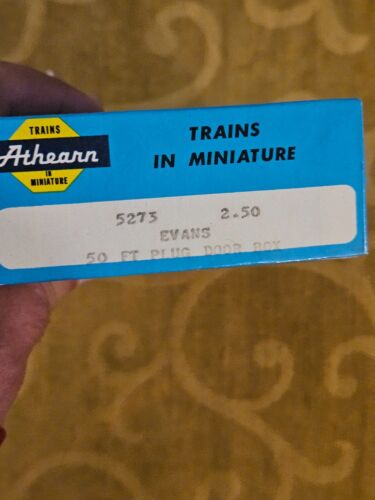 TRAINS
Athearn
IN
MINIATURE
TRAINS
IN MINIATURE
5273 2.50
EVANS
50 FT PLUG DOOR BOX